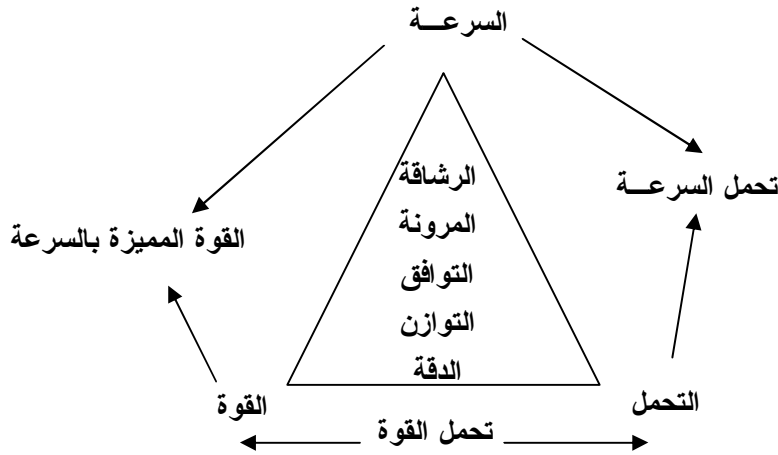 السرعـــة
تحمل السرعـــة
القوة المميزة بالسرعة
الرشاقة
المرونة
التوافق
التوازن
الدقة
التحمل
القوة
تحمل القوة